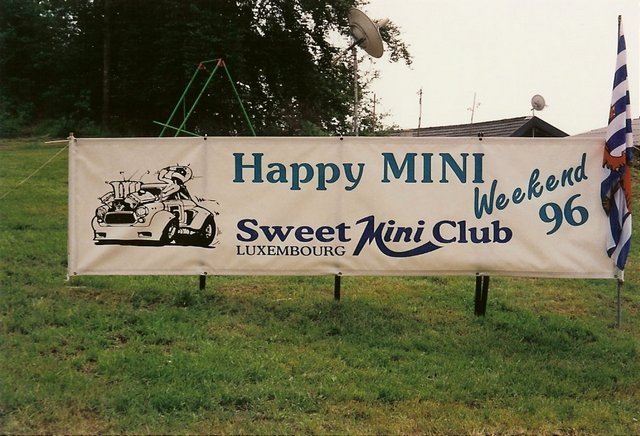 Happy MINI
Weekend
96
Sweet Mini Club
LUXEMBOURG